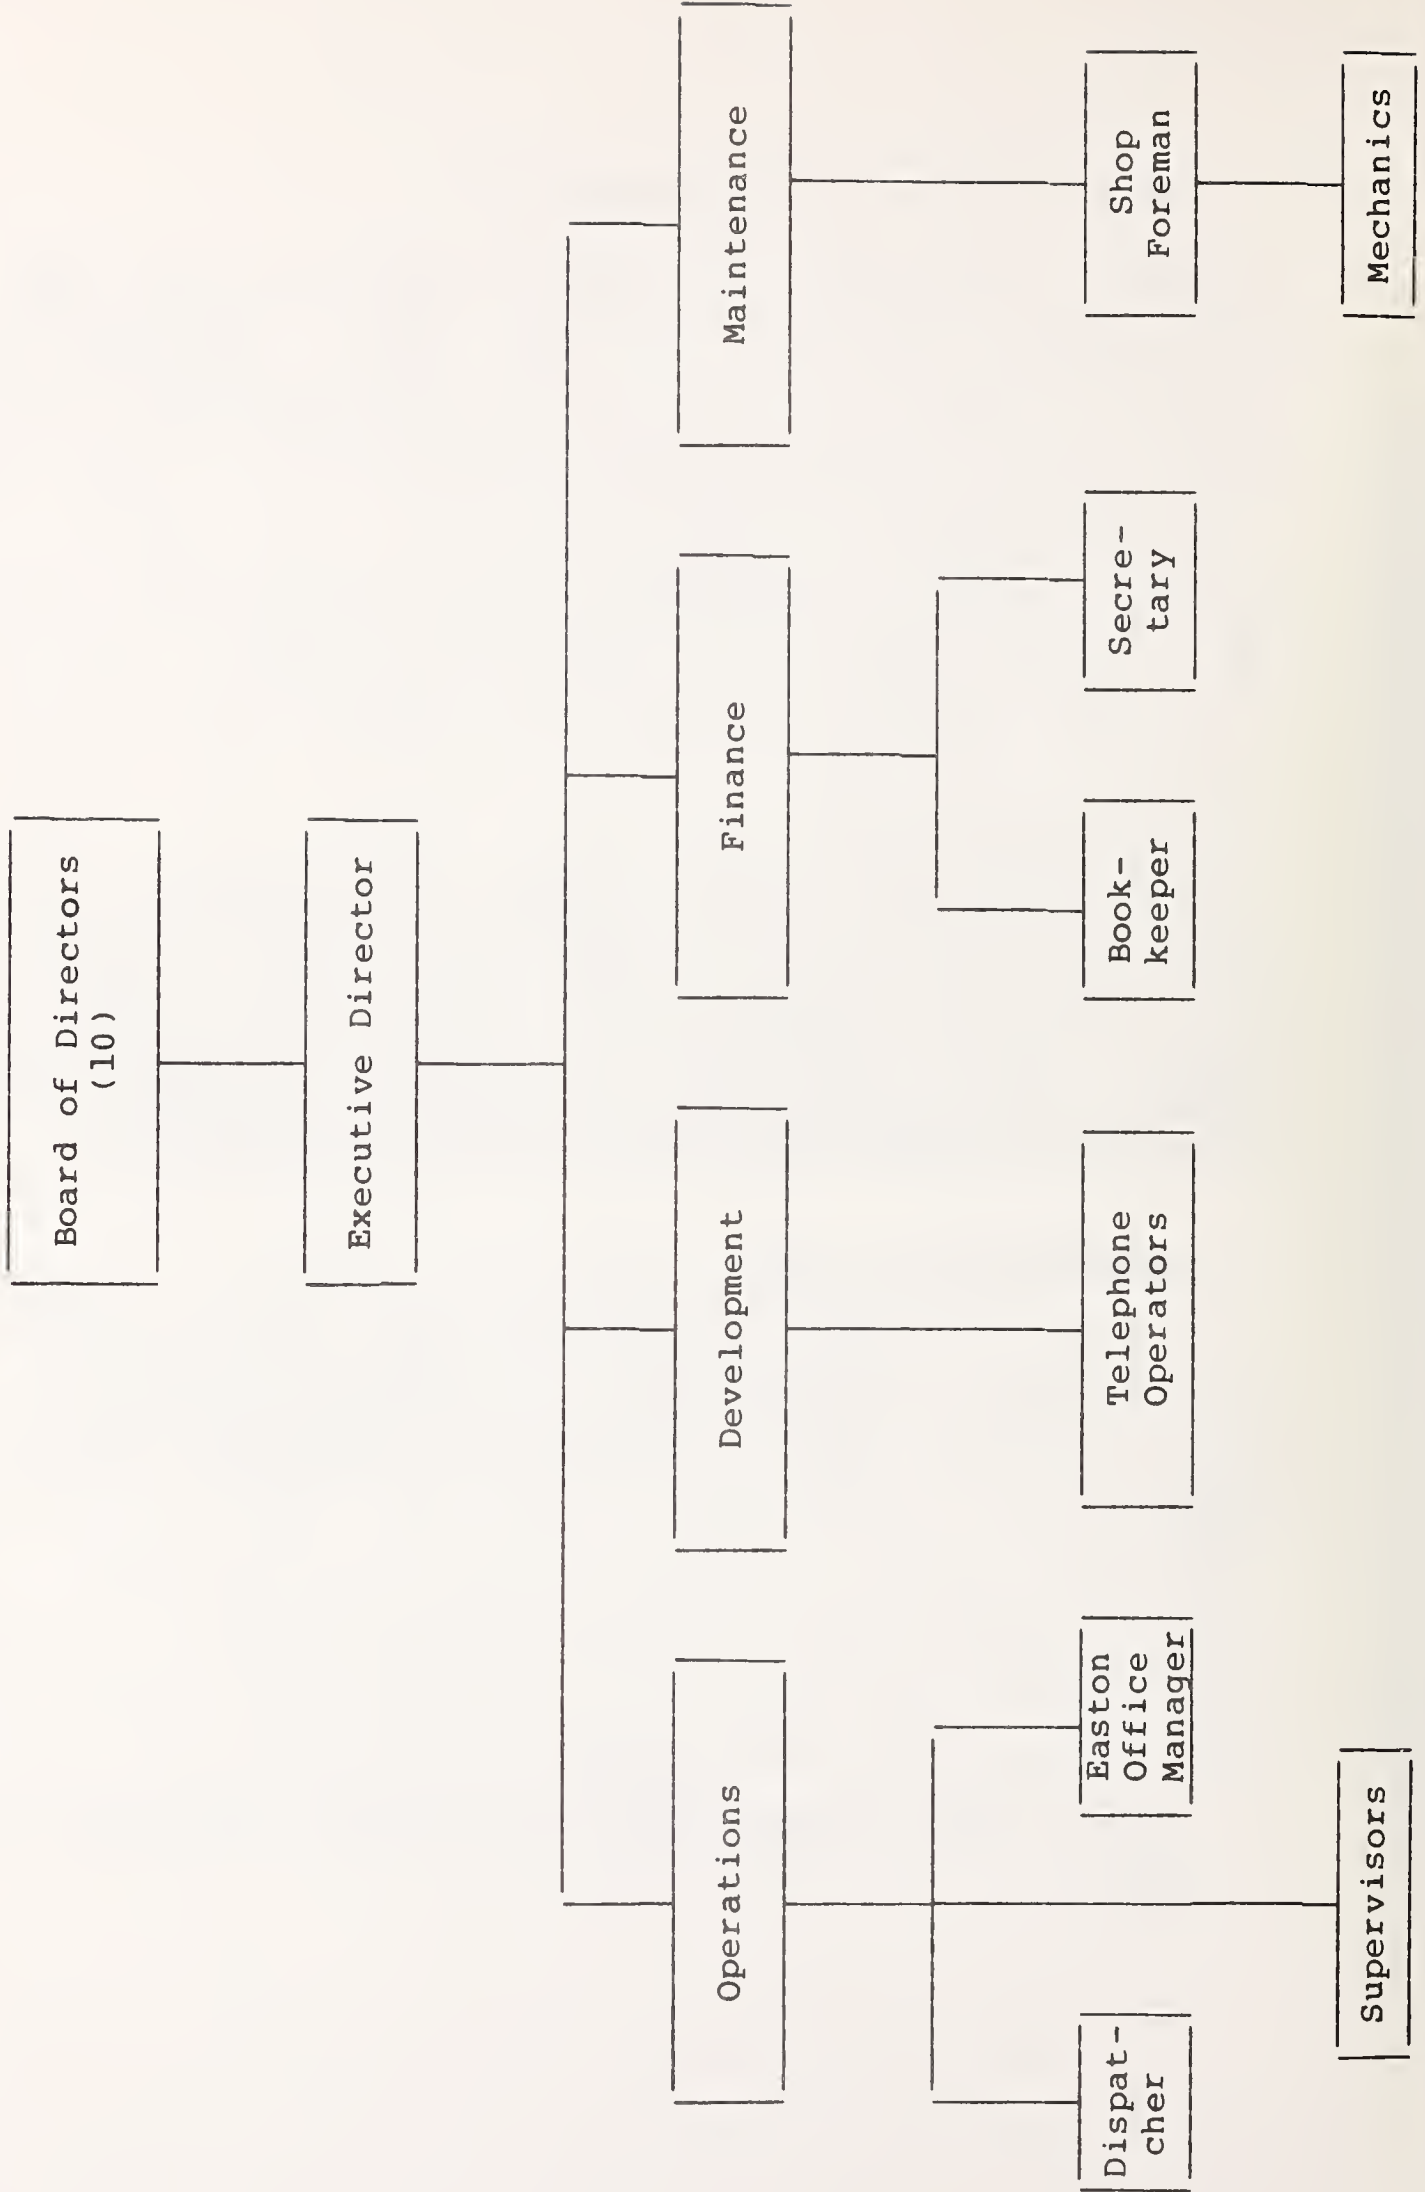 Board of Directors
(10)
Executive Director
Operations
Development
Finance
Maintenance
Dispat-
cher
Easton
Office
Manager
Telephone
Operators
Book-
keeper
Secre-
tary
Shop
Foreman
Supervisors
Mechanics